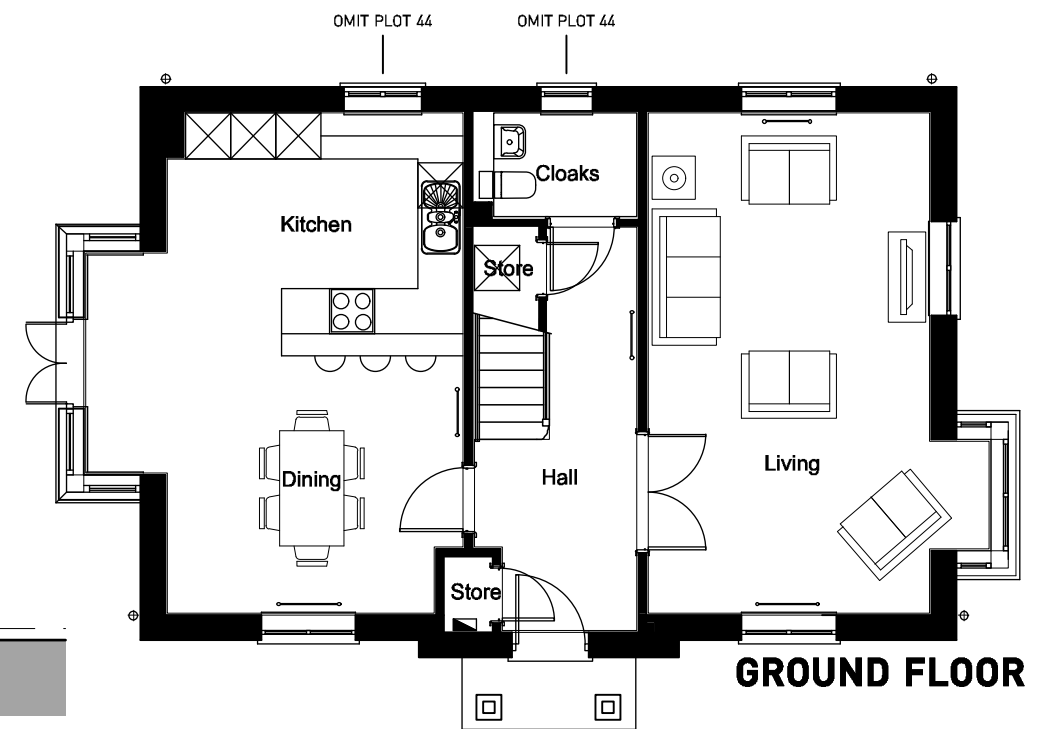 OMIT PLOT 44
OMIT PLOT 44
Cloaks
Kitchen
Store
Living
Dining
Hall
Store
GROUND FLOOR